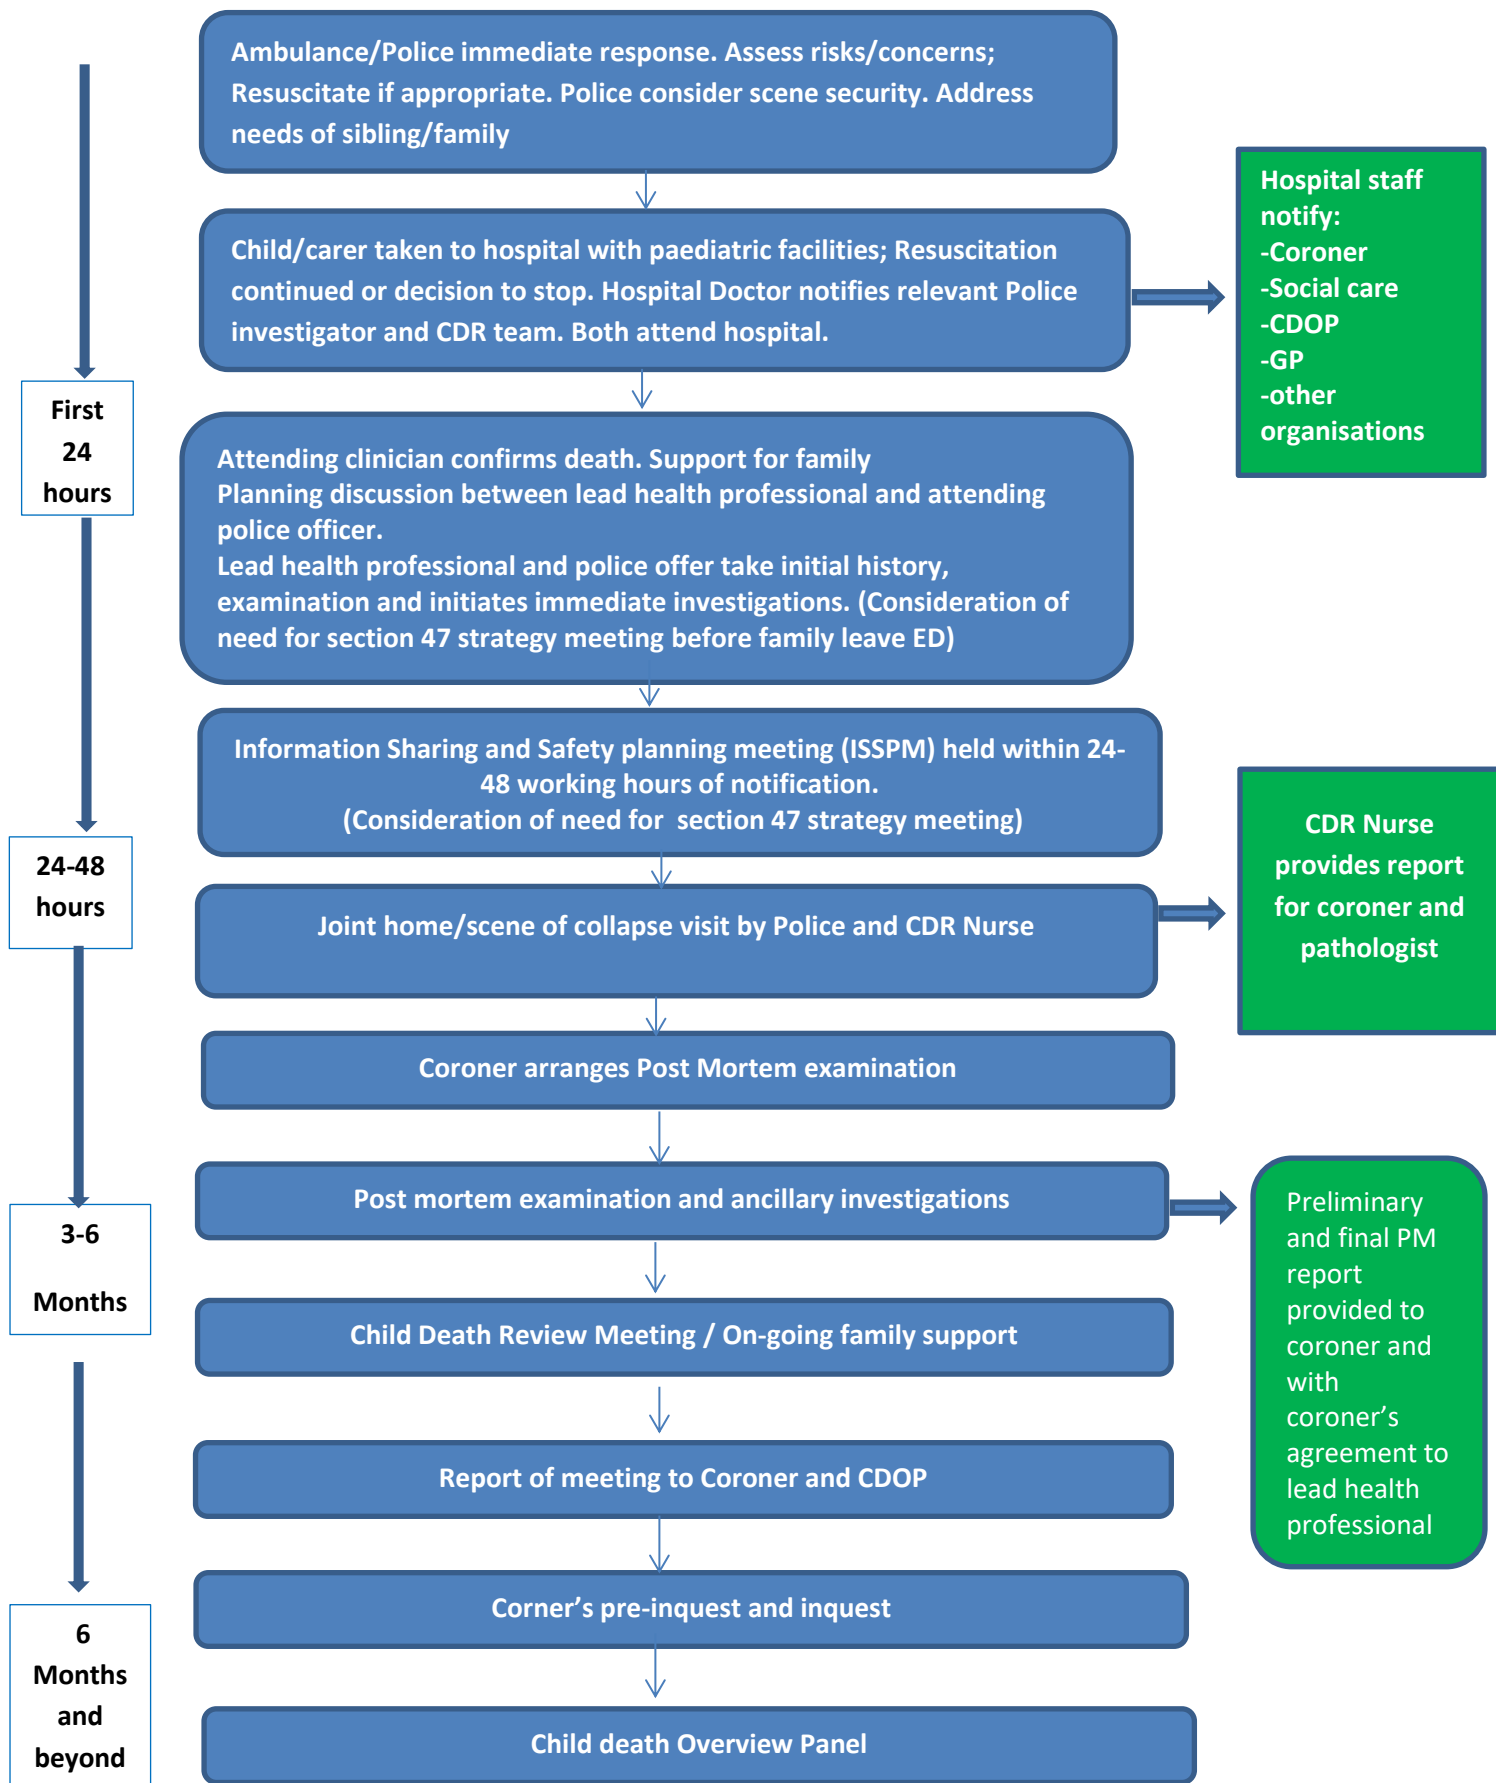 Ambulance/Police immediate response. Assess risks/concerns;
Resuscitate if appropriate. Police consider scene security. Address
needs of sibling/family
Child/carer taken to hospital with paediatric facilities; Resuscitation
continued or decision to stop. Hospital Doctor notifies relevant Police
investigator and CDR team. Both attend hospital.
Hospital staff
notify:
-Coroner
-Social care
-CDOP
-GP
-other
organisations
First
24
hours
Attending clinician confirms death. Support for family
Planning discussion between lead health professional and attending
police officer.
Lead health professional and police offer take initial history,
examination and initiates immediate investigations. (Consideration of
need for section 47 strategy meeting before family leave ED)
Information Sharing and Safety planning meeting (ISSPM) held within 24-
48 working hours of notification.
(Consideration of need for  section 47 strategy meeting)
24-48
hours
Joint home/scene of collapse visit by Police and CDR Nurse
CDR Nurse
provides report
for coroner and
pathologist
Coroner arranges Post Mortem examination
Post mortem examination and ancillary investigations
3-6
Months
Preliminary
and final PM
report
provided to
coroner and
with
coroner’s
agreement to
lead health
professional
Child Death Review Meeting / On-going family support
Report of meeting to Coroner and CDOP
Corner’s pre-inquest and inquest
6
Months
and
beyond
Child death Overview Panel